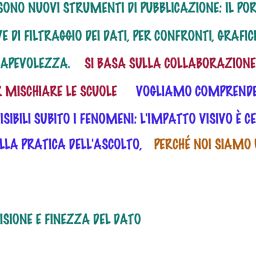 SONO NUOVI STRUMENTI DI PUBBLICAZIONE: IL POR
VE DI FILTRAGGIO DEI DATI, PER CONFRONTI, GRAFIC
APEVOLEZZA. SI BASA SULLA COLLABORAZIONE
R MISCHIARE LE SCUOLE VOGLIAMO COMPRENDE
ISIBILI SUBITO I FENOMENI: L'IMPATTO VISIVO È CE
LLA PRATICA DELL'ASCOLTO, PERCHÉ NOI SIAMO
ISIONE E FINEZZA DEL DATO